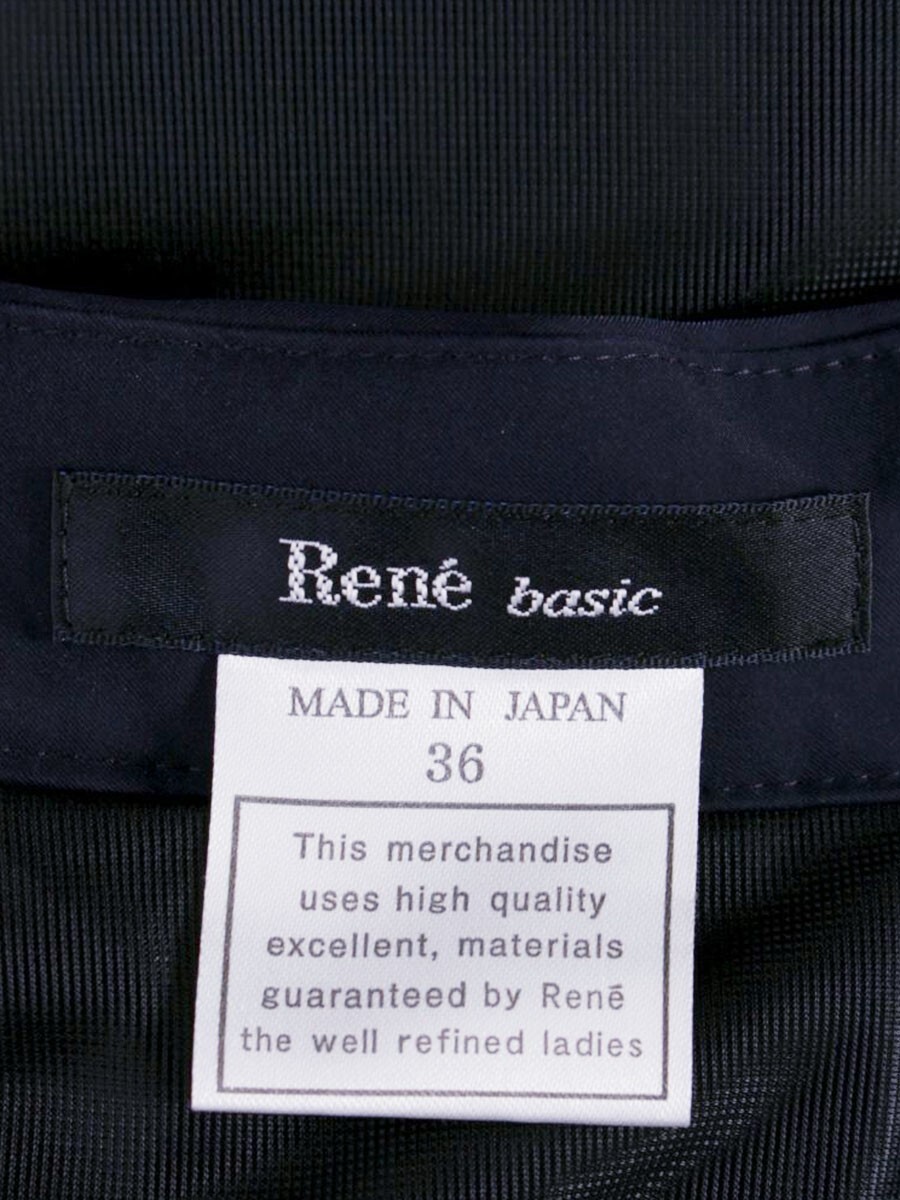 René basic
MADE IN JAPAN
36
This merchandise
uses high quality
excellent, materials
guaranteed by René
the well refined ladies